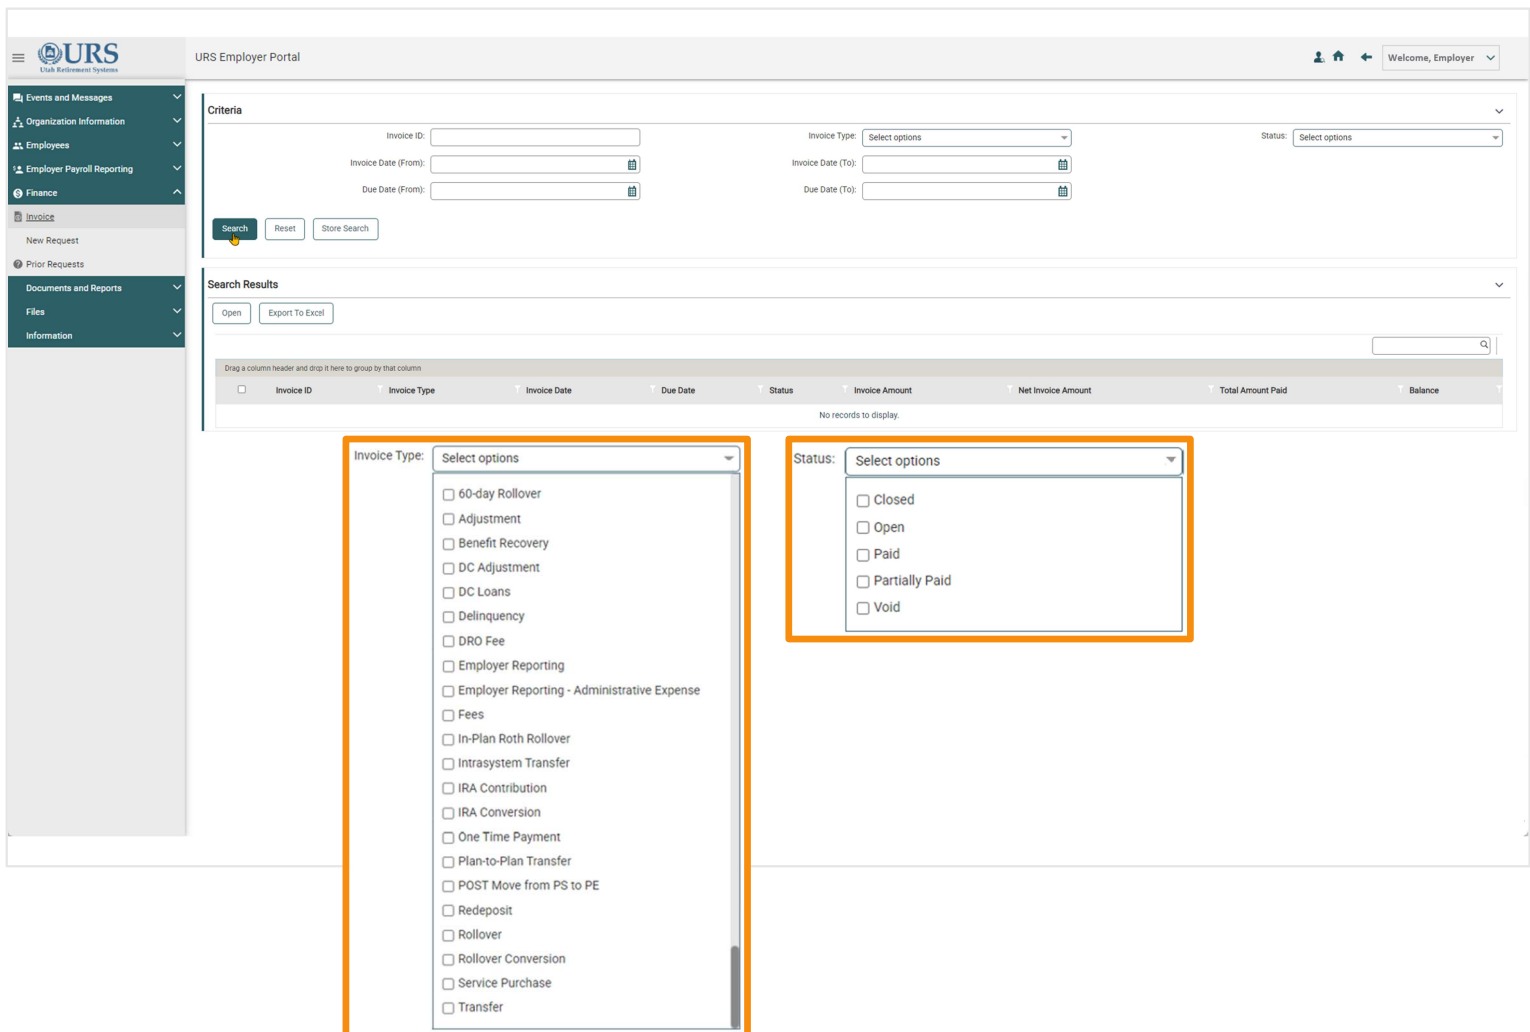 URS
Utah Retirement Systems
URS Employer Portal
Welcome, Employer
Events and Messages
Organization Information
Employees
Employer Payroll Reporting
Finance
Invoice
New Request
Prior Requests
Documents and Reports
Files
Information
Criteria
Invoice ID:
Invoice Type: Select options
Status: Select options
Invoice Date (From):
Invoice Date (To):
Due Date (From):
Due Date (To):
Search Reset Store Search
Search Results
Open Export To Excel
Drag a column header and drop it here to group by that column
Invoice ID Invoice Type Invoice Date Due Date Status Invoice Amount Net Invoice Amount Total Amount Paid Balance
No records to display.
Invoice Type: Select options
60-day Rollover
Adjustment
Benefit Recovery
DC Adjustment
DC Loans
Delinquency
DRO Fee
Employer Reporting
Employer Reporting - Administrative Expense
Fees
In-Plan Roth Rollover
Intrasystem Transfer
IRA Contribution
IRA Conversion
One Time Payment
Plan-to-Plan Transfer
POST Move from PS to PE
Redeposit
Rollover
Rollover Conversion
Service Purchase
Transfer
Status: Select options
Closed
Open
Paid
Partially Paid
Void